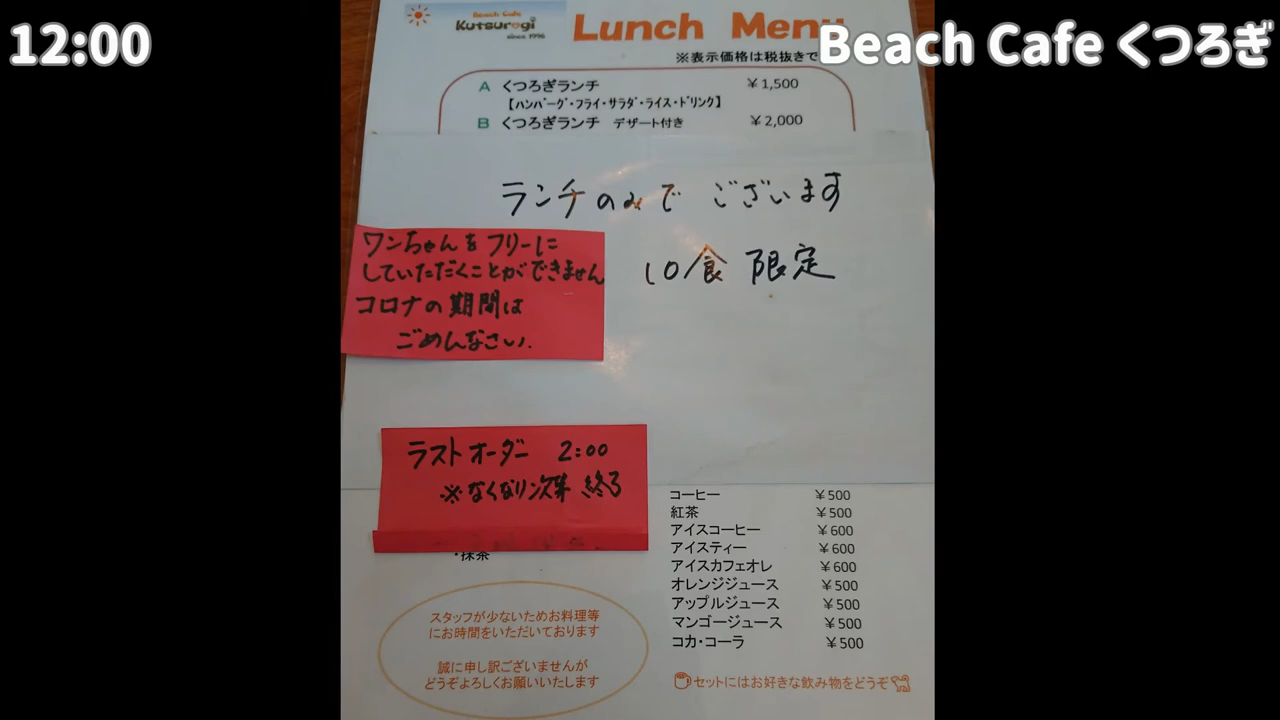 12:00
Beach Cafe くつろぎ
Beach Cafe
Kutsurogi
since 1996
Lunch Menu
※表示価格は税抜きで
A くつろぎランチ ￥1,500
【ハンバーグ・フライ・サラダ・ライス・ドリンク】
B くつろぎランチ デザート付き ￥2,000
ランチのみで ございます
10食 限定
ワンちゃんを フリーに
していただくことができません
コロナの期間は
ごめんなさい.
ラストオーダー 2:00
※なくなり次第 終了
・抹茶
コーヒー ￥500
紅茶 ￥500
アイスコーヒー ￥600
アイスティー ￥600
アイスカフェオレ ￥600
オレンジジュース ￥500
アップルジュース ￥500
マンゴージュース ￥500
コカ・コーラ ￥500
スタッフが少ないためお料理等
にお時間をいただいております
誠に申し訳ございませんが
どうぞよろしくお願いいたします
セットにはお好きな飲み物をどうぞ